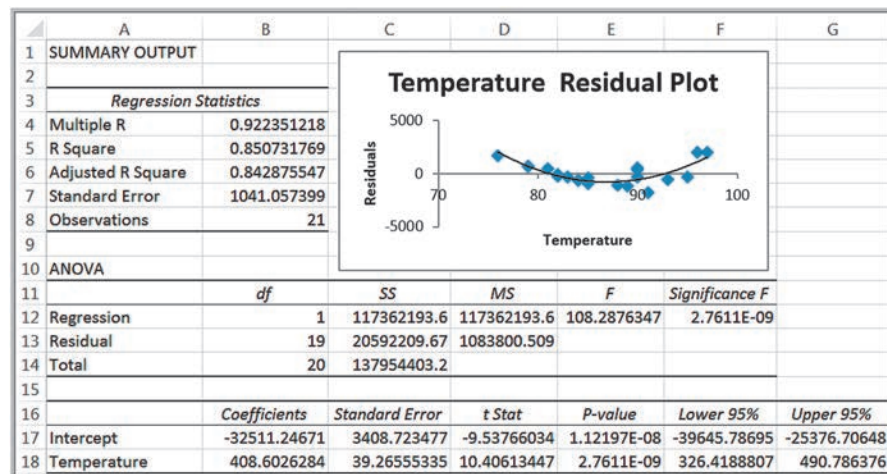 A B C D E F G
1 SUMMARY OUTPUT
2
3 Regression Statistics
4 Multiple R 0.922351218
5 R Square 0.850731769
6 Adjusted R Square 0.842875547
7 Standard Error 1041.057399
8 Observations 21
9
Temperature Residual Plot
Residuals
5000
0
-5000
70 80 90 100
Temperature
10 ANOVA
11 df SS MS F Significance F
12 Regression 1 117362193.6 117362193.6 108.2876347 2.7611E-09
13 Residual 19 20592209.67 1083800.509
14 Total 20 137954403.2
15
16 Coefficients Standard Error t Stat P-value Lower 95% Upper 95%
17 Intercept -32511.24671 3408.723477 -9.53766034 1.12197E-08 -39645.78695 -25376.70648
18 Temperature 408.6026284 39.26555335 10.40613447 2.7611E-09 326.4188807 490.786376